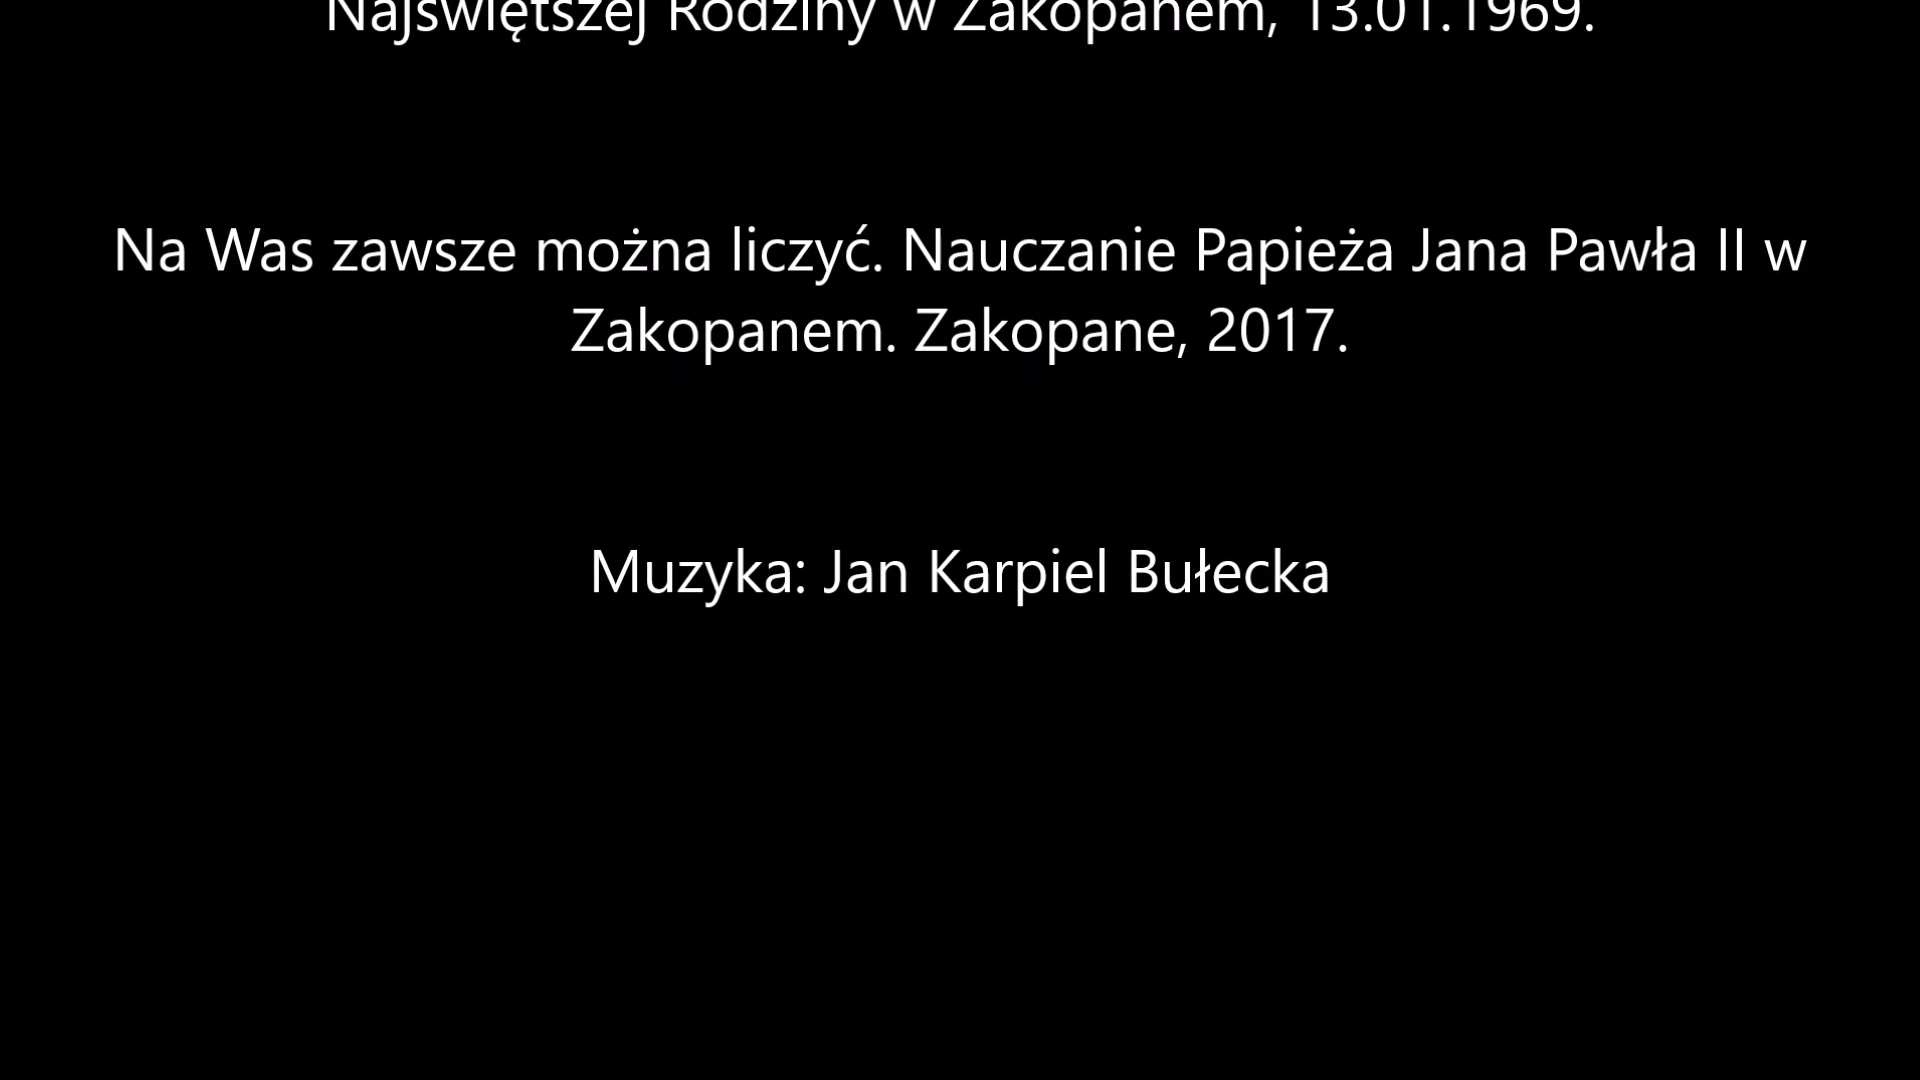 Najświętszej Rodziny w Zakopanem, 13.01.1969.
Na Was zawsze można liczyć. Nauczanie Papieża Jana Pawła II w
Zakopanem. Zakopane, 2017.
Muzyka: Jan Karpiel Bułecka